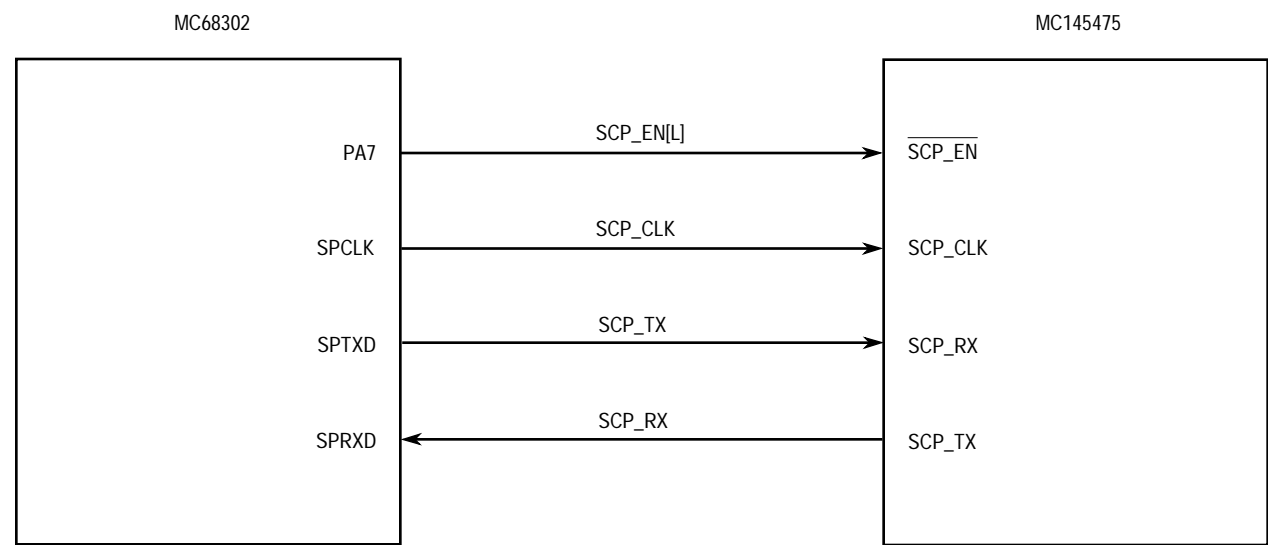 MC68302
MC145475
PA7
SCP_EN[L]
SCP_EN
SPCLK
SCP_CLK
SCP_CLK
SPTXD
SCP_TX
SCP_RX
SPRXD
SCP_RX
SCP_TX